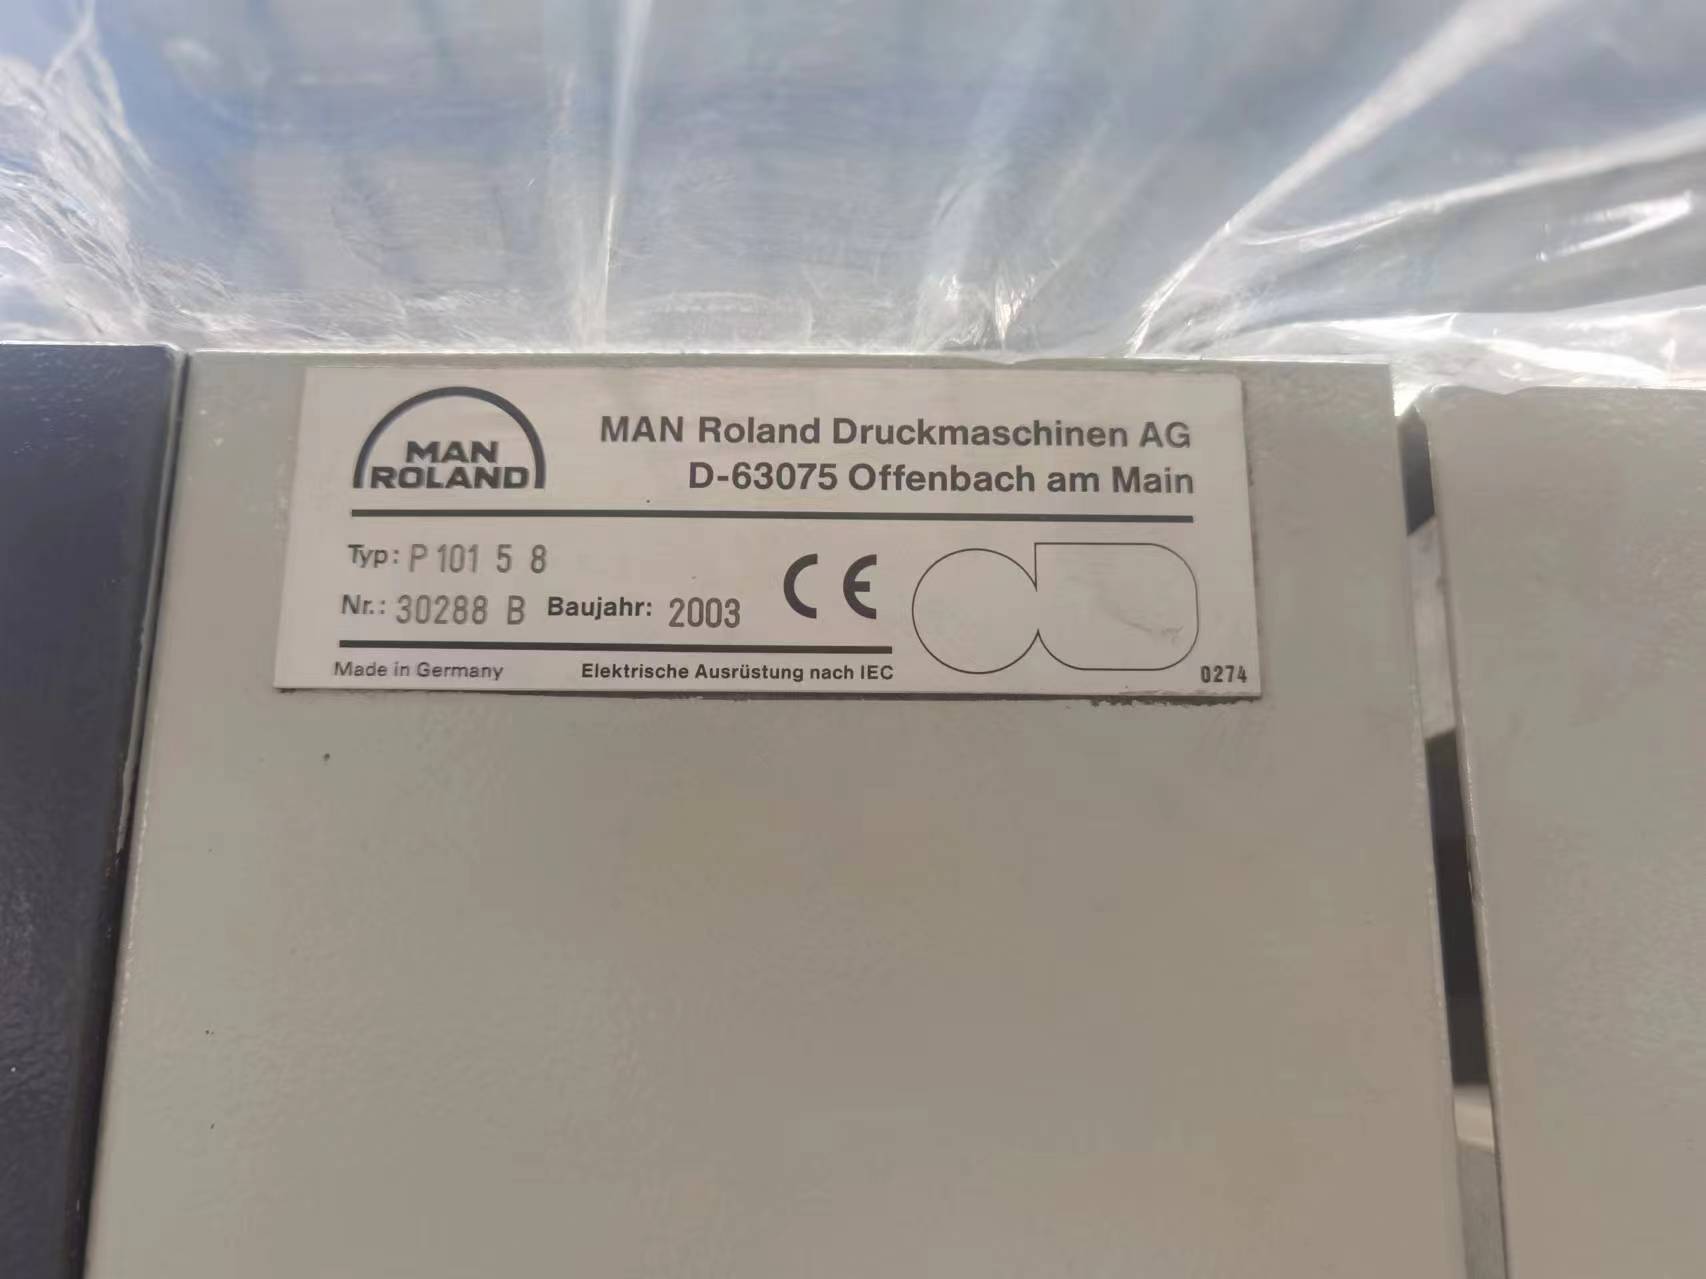 MAN
ROLAND
MAN Roland Druckmaschinen AG
D-63075 Offenbach am Main
Typ: P 101 5 8
Nr.: 30288 B Baujahr: 2003
CE
Made in Germany Elektrische Ausrüstung nach IEC
0274